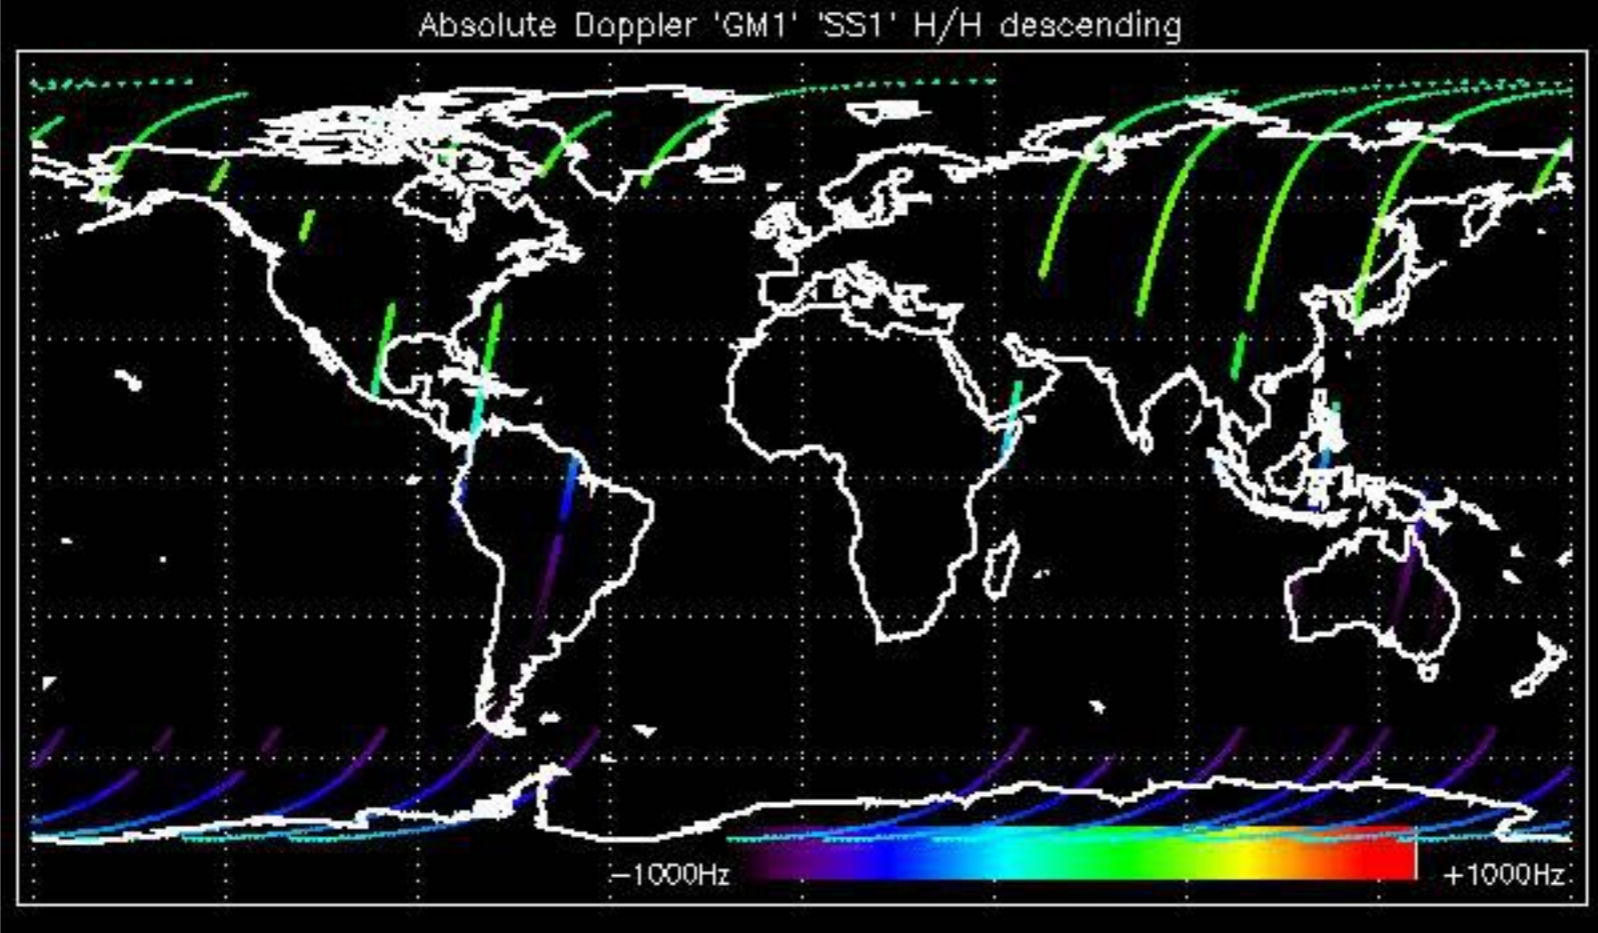 Absolute Doppler 'GM1' 'SS1' H/H descending
−1000Hz +1000Hz